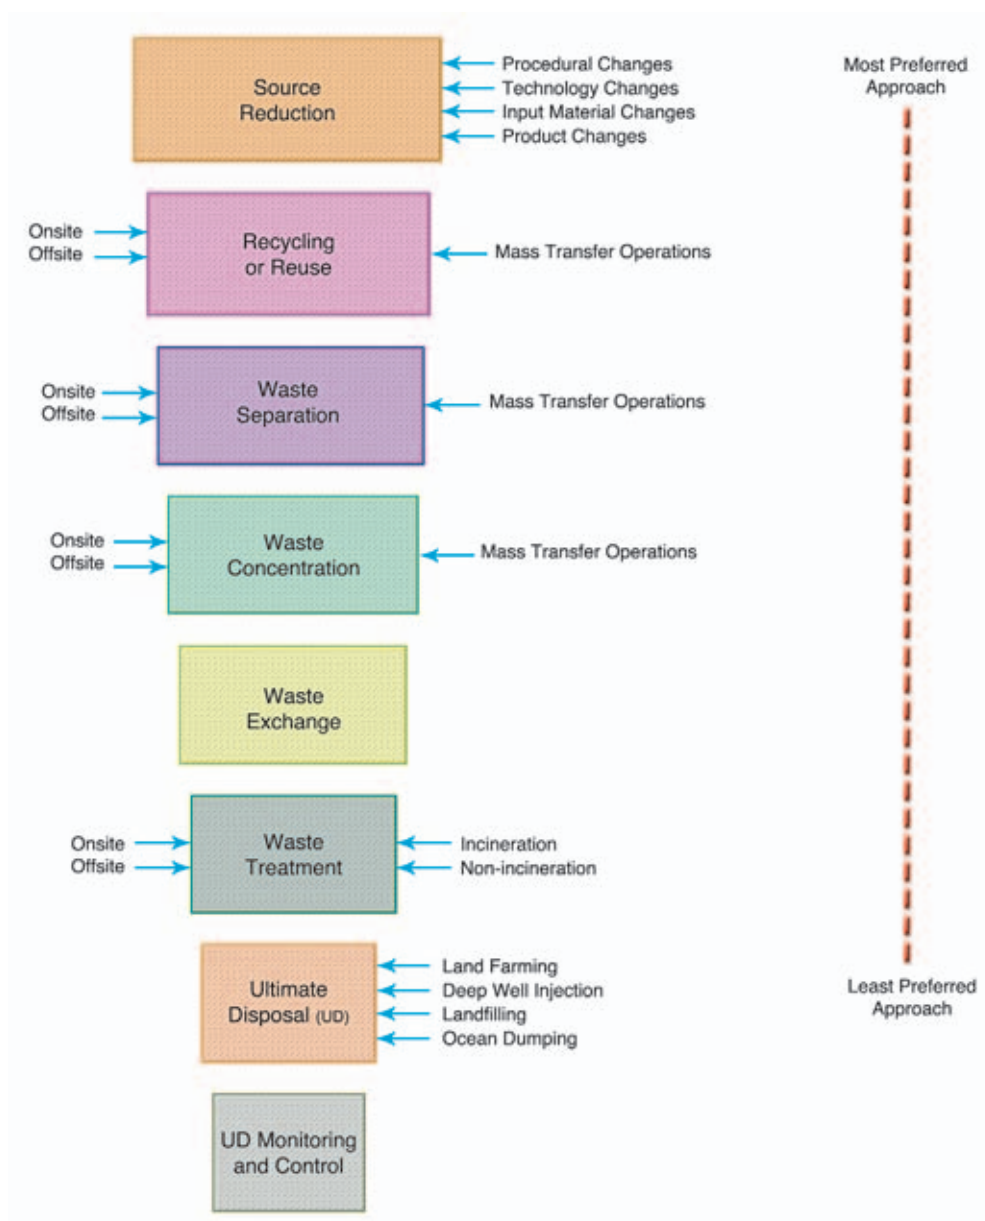 Source
Reduction
Procedural Changes
Technology Changes
Input Material Changes
Product Changes
Most Preferred
Approach
Onsite
Offsite
Recycling
or Reuse
Mass Transfer Operations
Onsite
Offsite
Waste
Separation
Mass Transfer Operations
Onsite
Offsite
Waste
Concentration
Mass Transfer Operations
Waste
Exchange
Onsite
Offsite
Waste
Treatment
Incineration
Non-incineration
Ultimate
Disposal (UD)
Land Farming
Deep Well Injection
Landfilling
Ocean Dumping
Least Preferred
Approach
UD Monitoring
and Control